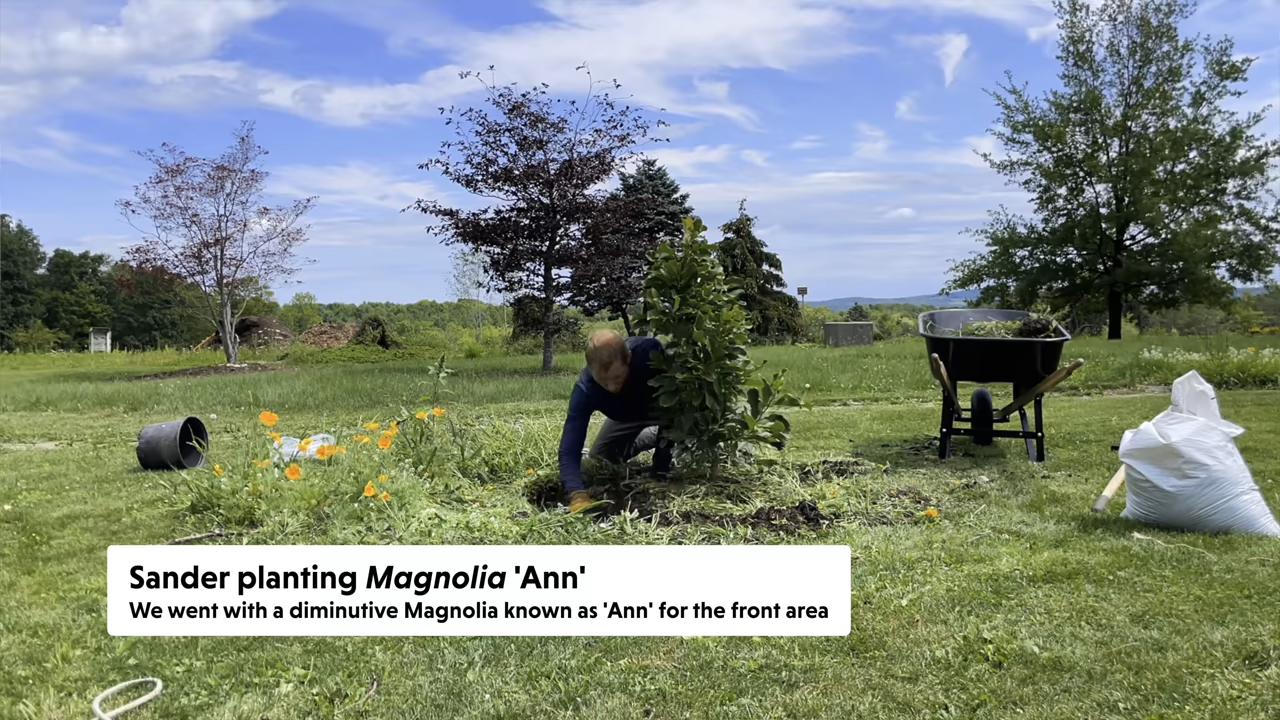 Sander planting Magnolia 'Ann'
We went with a diminutive Magnolia known as 'Ann' for the front area